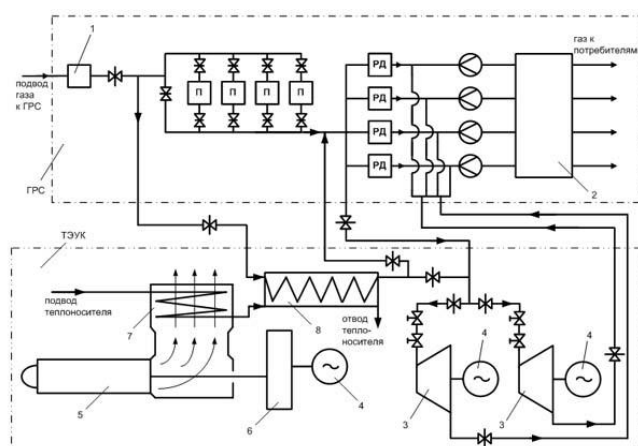 1
подвод
газа
к ГРС
П
П
П
П
РД
РД
РД
РД
газ к
потребителям
2
ГРС
ТЭУК
подвод
теплоносителя
7
8
отвод
тепло-
носителя
5
6
4
4
4
3
3